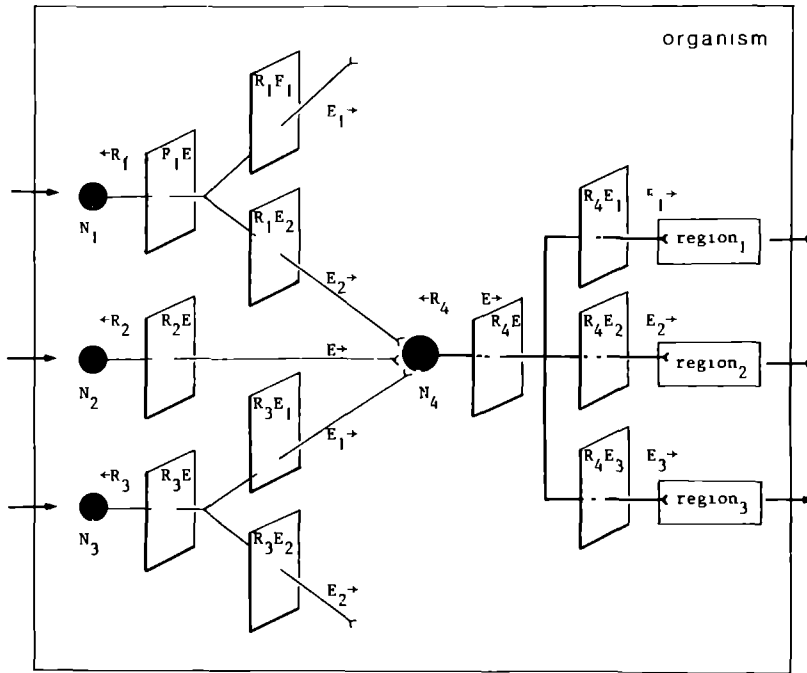 organism
R₁F₁
E₁→
←R₁
P₁E
N₁
R₁E₂
E₂→
←R₂
R₂E
E→
N₂
R₃E₁
E₁→
←R₃
R₃E
N₃
R₃E₂
E₂→
←R₄
E→
N₄
R₄E
R₄E₁
E₁→
region₁
R₄E₂
E₂→
region₂
R₄E₃
E₃→
region₃